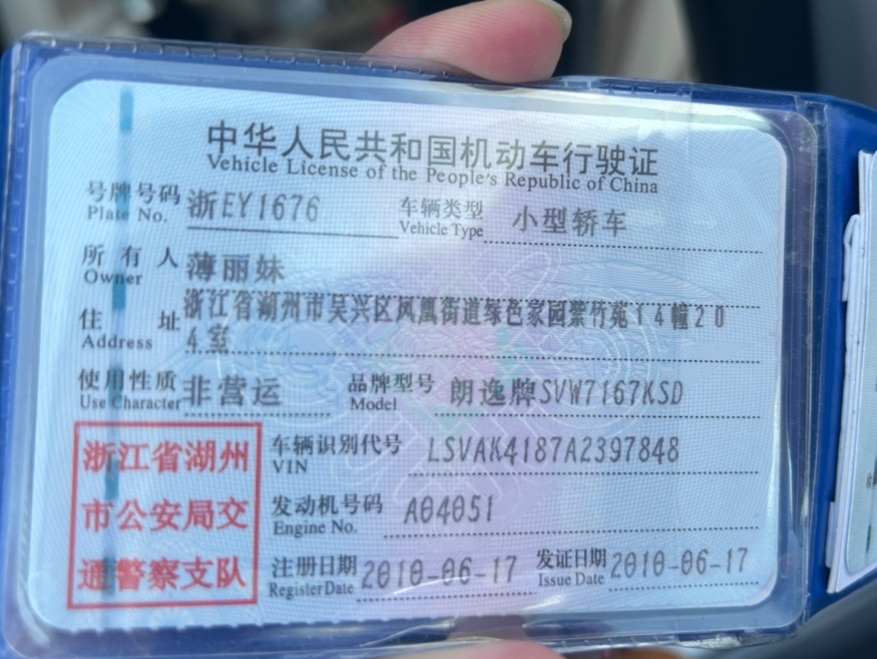 中华人民共和国机动车行驶证
Vehicle License of the People's Republic of China
号牌号码 浙EY1676 车辆类型 小型轿车
Plate No. Vehicle Type
所有人 薄丽妹
Owner
住址 浙江省湖州市吴兴区凤凰街道绿色家园紫竹苑14幢20
Address 4室
使用性质 非营运 品牌型号 朗逸牌SVW7167KSD
Use Character Model
浙江省湖州 车辆识别代号 LSVAK4187A2397848
VIN
市公安局交 发动机号码 A04051
Engine No.
通警察支队 注册日期 2010-06-17 发证日期 2010-06-17
Register Date Issue Date